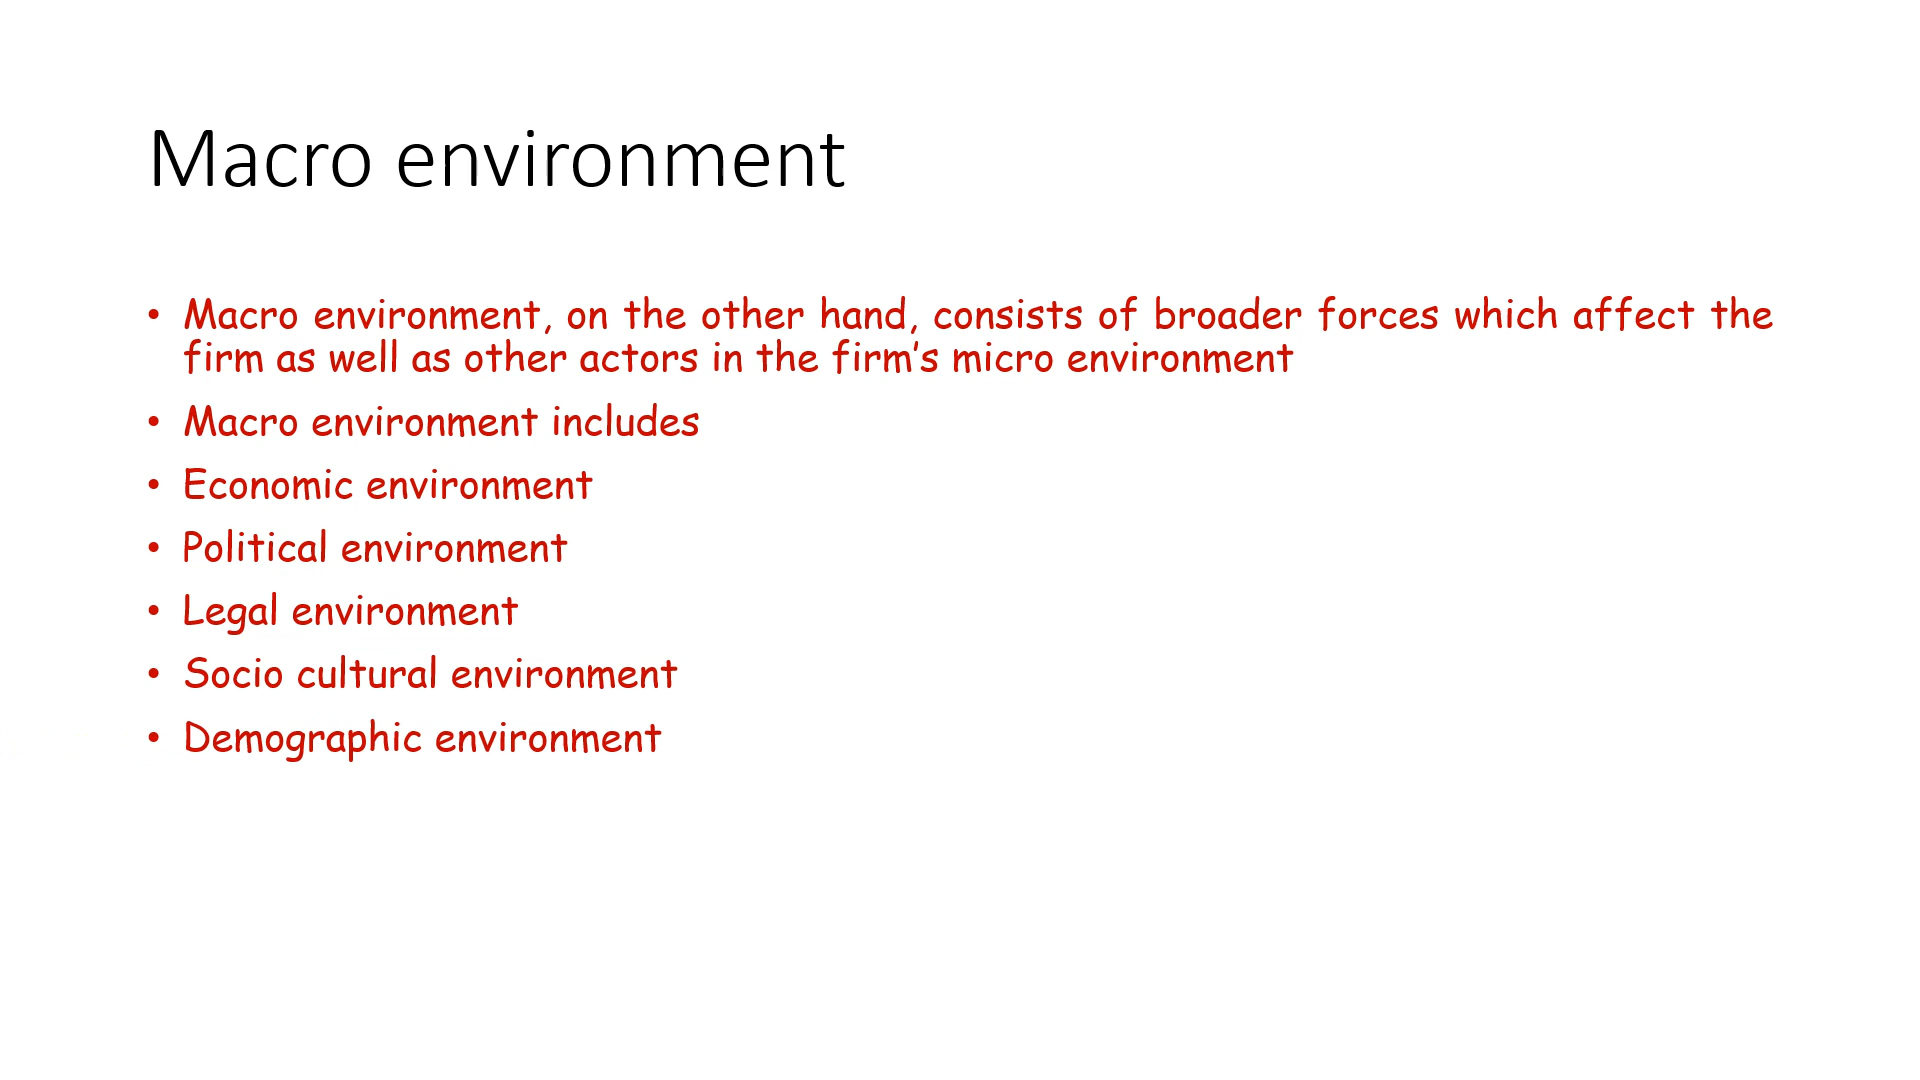 Macro environment
• Macro environment, on the other hand, consists of broader forces which affect the
firm as well as other actors in the firm's micro environment
• Macro environment includes
• Economic environment
• Political environment
• Legal environment
• Socio cultural environment
• Demographic environment